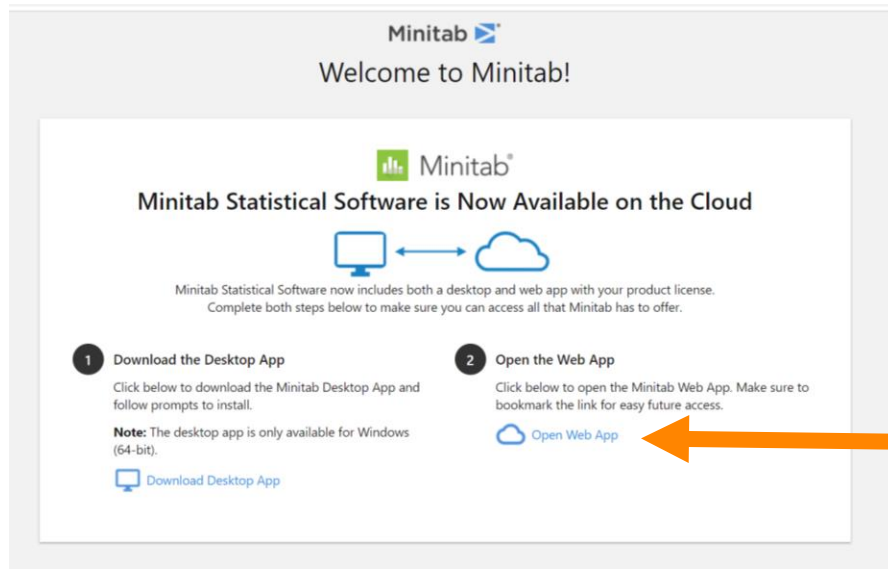 Minitab
Welcome to Minitab!
Minitab®
Minitab Statistical Software is Now Available on the Cloud
Minitab Statistical Software now includes both a desktop and web app with your product license.
Complete both steps below to make sure you can access all that Minitab has to offer.
1 Download the Desktop App
Click below to download the Minitab Desktop App and
follow prompts to install.
Note: The desktop app is only available for Windows
(64-bit).
Download Desktop App
2 Open the Web App
Click below to open the Minitab Web App. Make sure to
bookmark the link for easy future access.
Open Web App